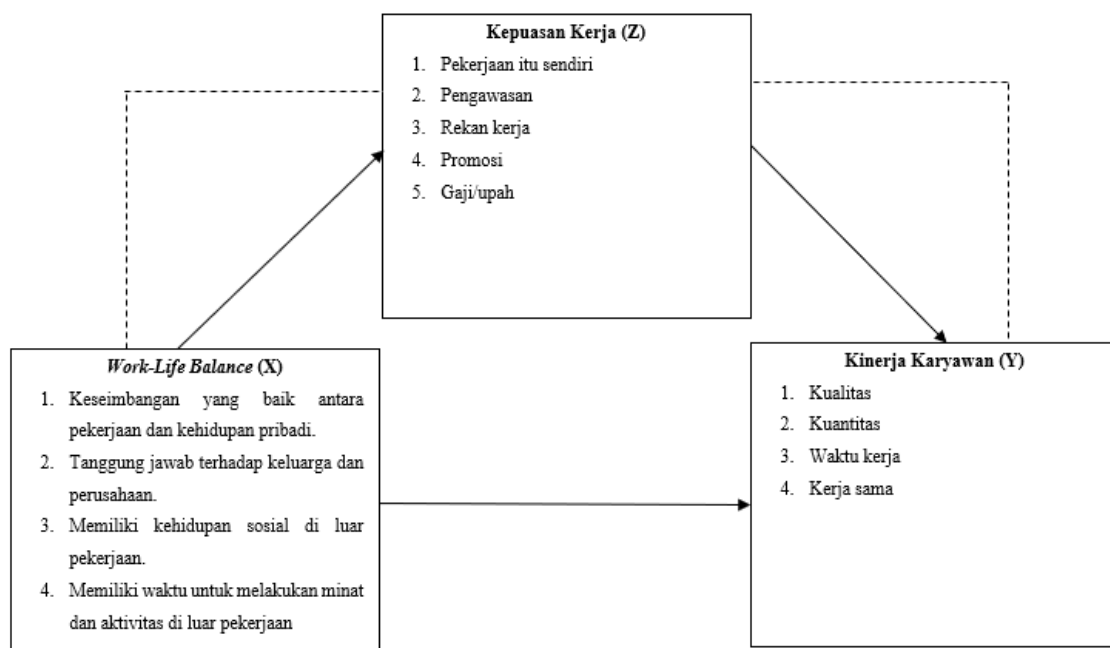 Kepuasan Kerja (Z)
1. Pekerjaan itu sendiri
2. Pengawasan
3. Rekan kerja
4. Promosi
5. Gaji/upah
Work-Life Balance (X)
1. Keseimbangan yang baik antara
pekerjaan dan kehidupan pribadi.
2. Tanggung jawab terhadap keluarga dan
perusahaan.
3. Memiliki kehidupan sosial di luar
pekerjaan.
4. Memiliki waktu untuk melakukan minat
dan aktivitas di luar pekerjaan
Kinerja Karyawan (Y)
1. Kualitas
2. Kuantitas
3. Waktu kerja
4. Kerja sama